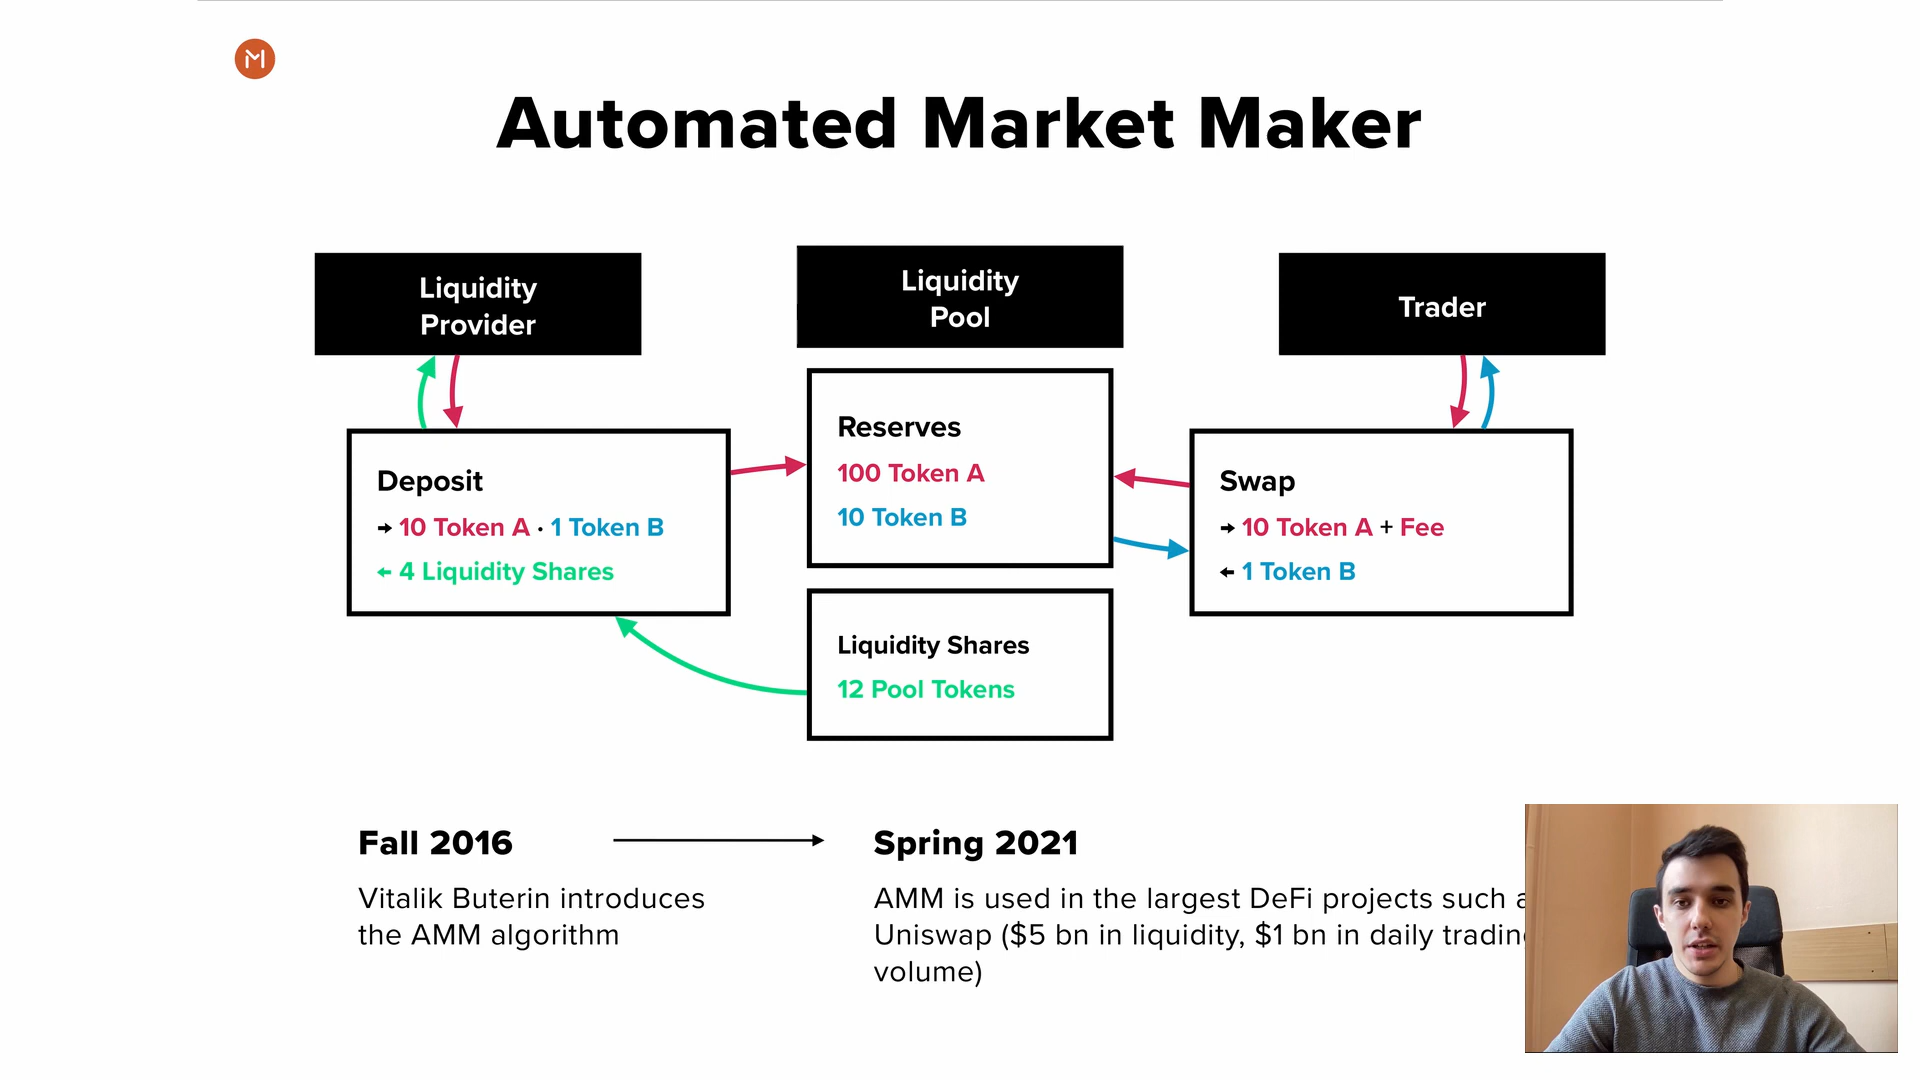 Automated Market Maker
Liquidity
Provider
Liquidity
Pool
Trader
Deposit
→ 10 Token A · 1 Token B
← 4 Liquidity Shares
Reserves
100 Token A
10 Token B
Swap
→ 10 Token A + Fee
← 1 Token B
Liquidity Shares
12 Pool Tokens
Fall 2016
Vitalik Buterin introduces
the AMM algorithm
Spring 2021
AMM is used in the largest DeFi projects such
Uniswap ($5 bn in liquidity, $1 bn in daily
volume)